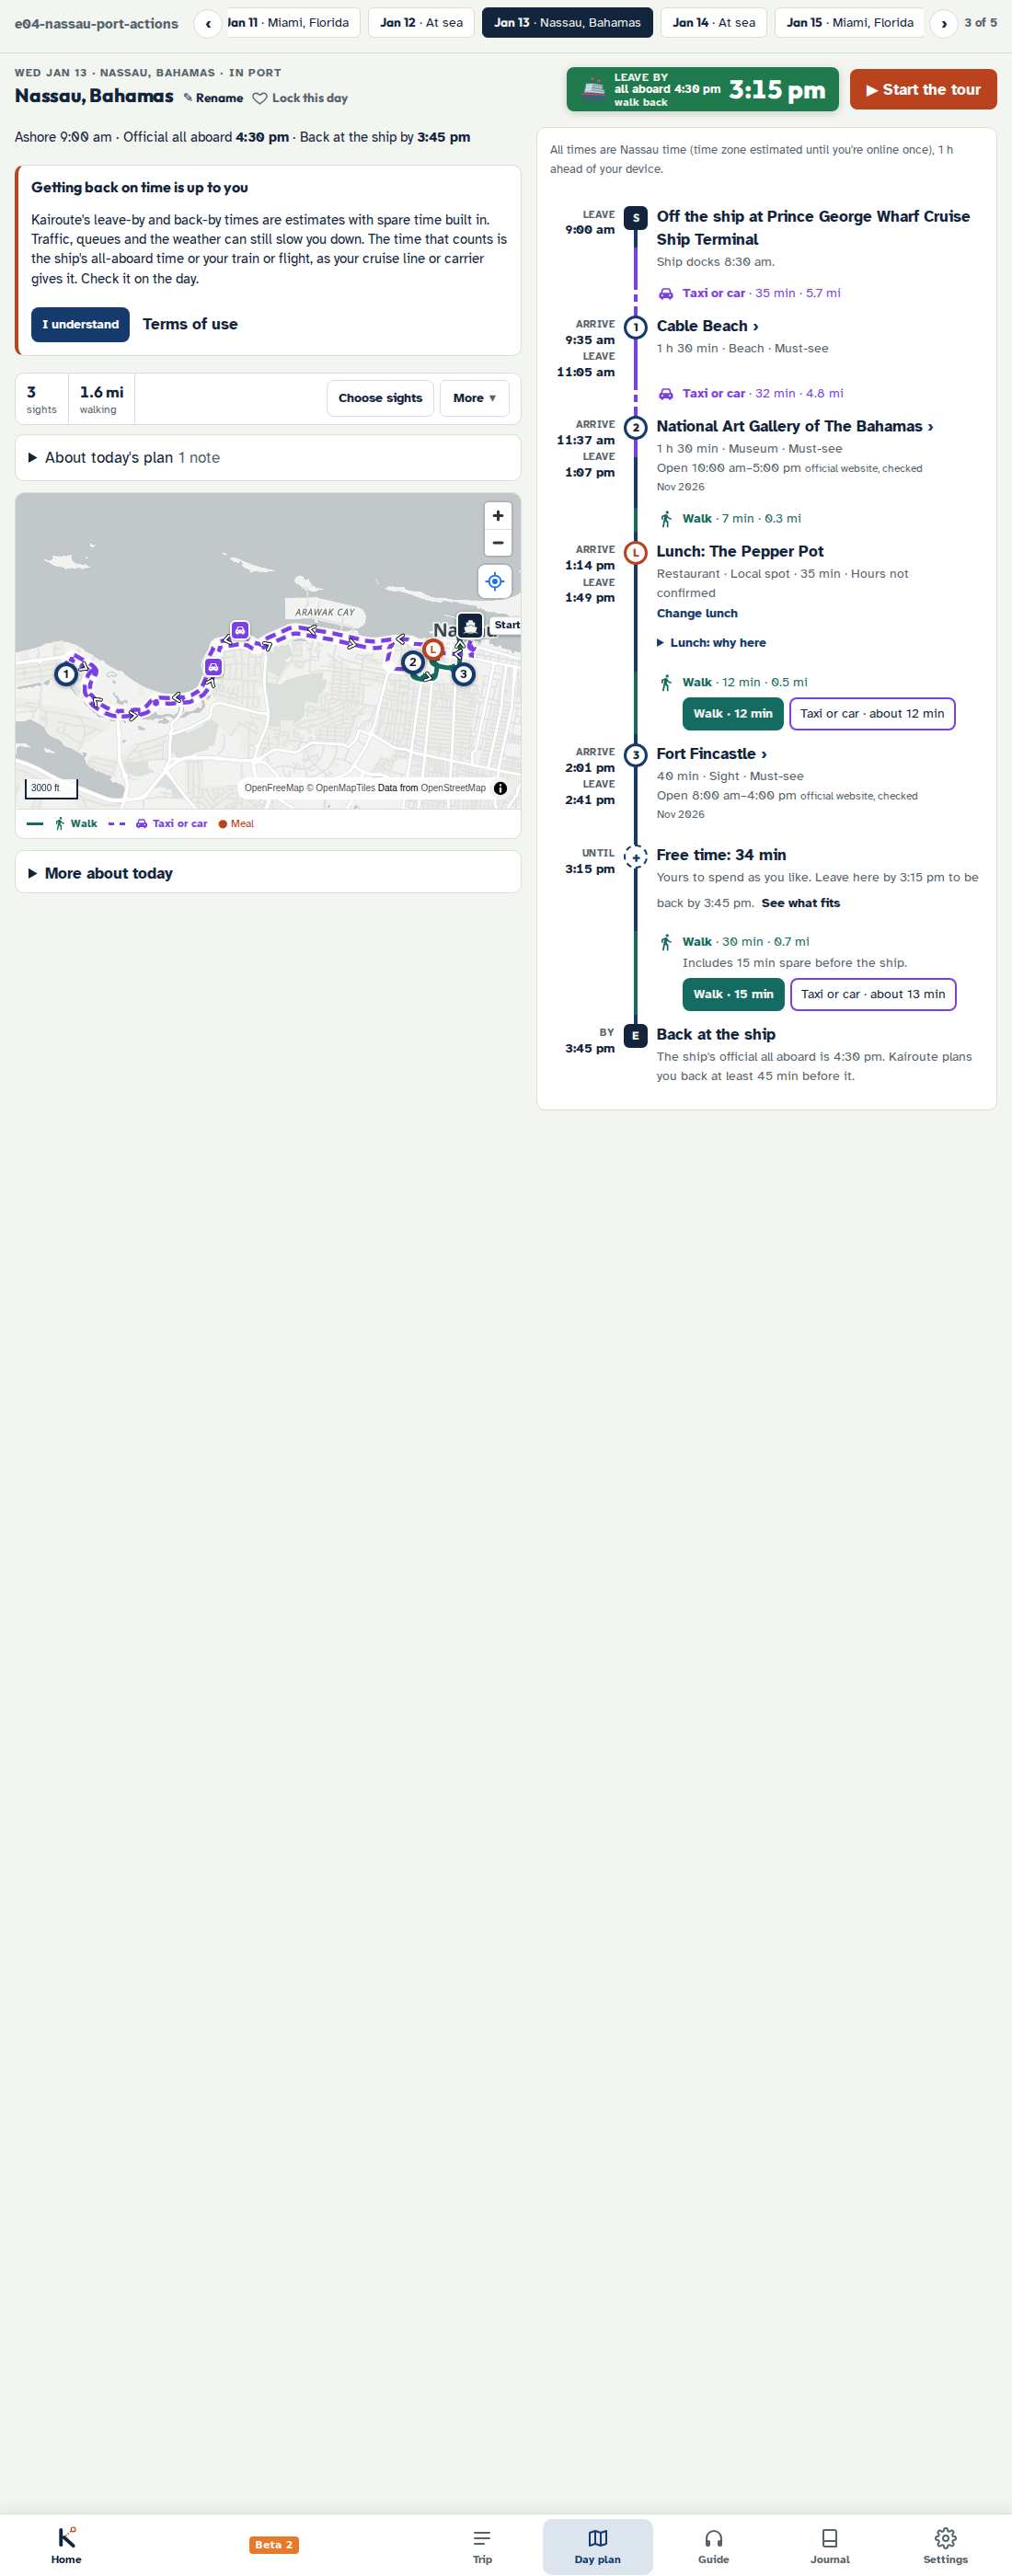 e04-nassau-port-actions
‹
Jan 11 · Miami, Florida
Jan 12 · At sea
Jan 13 · Nassau, Bahamas
Jan 14 · At sea
Jan 15 · Miami, Florida
›
3 of 5
WED JAN 13 · NASSAU, BAHAMAS · IN PORT
Nassau, Bahamas
✎ Rename
Lock this day
LEAVE BY
all aboard 4:30 pm
walk back
3:15 pm
▶ Start the tour
Ashore 9:00 am · Official all aboard 4:30 pm · Back at the ship by 3:45 pm
Getting back on time is up to you
Kairoute's leave-by and back-by times are estimates with spare time built in.
Traffic, queues and the weather can still slow you down. The time that counts is
the ship's all-aboard time or your train or flight, as your cruise line or carrier
gives it. Check it on the day.
I understand
Terms of use
3
sights
1.6 mi
walking
Choose sights
More ▼
▶ About today's plan 1 note
+
−
ARAWAK CAY
Start
1
2
L
3
3000 ft
OpenFreeMap © OpenMapTiles Data from OpenStreetMap
Walk
Taxi or car
Meal
▶ More about today
All times are Nassau time (time zone estimated until you're online once), 1 h
ahead of your device.
LEAVE
9:00 am
S
Off the ship at Prince George Wharf Cruise
Ship Terminal
Ship docks 8:30 am.
Taxi or car · 35 min · 5.7 mi
ARRIVE
9:35 am
LEAVE
11:05 am
1
Cable Beach ›
1 h 30 min · Beach · Must-see
Taxi or car · 32 min · 4.8 mi
ARRIVE
11:37 am
LEAVE
1:07 pm
2
National Art Gallery of The Bahamas ›
1 h 30 min · Museum · Must-see
Open 10:00 am–5:00 pm official website, checked
Nov 2026
Walk · 7 min · 0.3 mi
ARRIVE
1:14 pm
LEAVE
1:49 pm
L
Lunch: The Pepper Pot
Restaurant · Local spot · 35 min · Hours not
confirmed
Change lunch
▶ Lunch: why here
Walk · 12 min · 0.5 mi
Walk · 12 min
Taxi or car · about 12 min
ARRIVE
2:01 pm
LEAVE
2:41 pm
3
Fort Fincastle ›
40 min · Sight · Must-see
Open 8:00 am–4:00 pm official website, checked
Nov 2026
UNTIL
3:15 pm
+
Free time: 34 min
Yours to spend as you like. Leave here by 3:15 pm to be
back by 3:45 pm. See what fits
Walk · 30 min · 0.7 mi
Includes 15 min spare before the ship.
Walk · 15 min
Taxi or car · about 13 min
BY
3:45 pm
E
Back at the ship
The ship's official all aboard is 4:30 pm. Kairoute plans
you back at least 45 min before it.
Home
Beta 2
Trip
Day plan
Guide
Journal
Settings